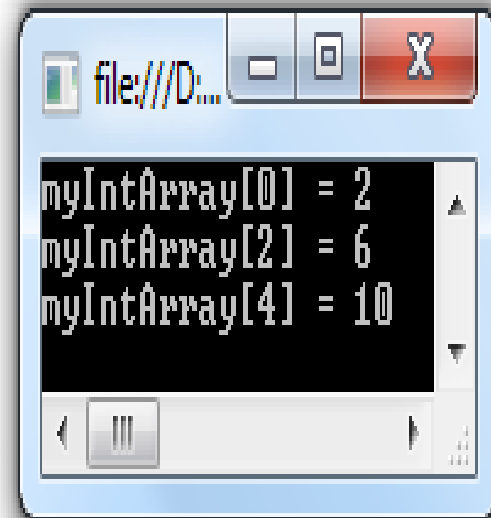 file:///D:...
myIntArray[0] = 2
myIntArray[2] = 6
myIntArray[4] = 10